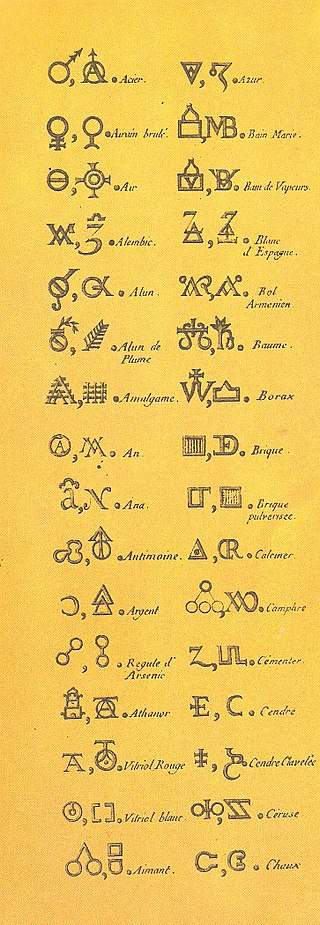 Acier.
Azur.
Airain brulé.
Bain Marie.
Air
Bain de Vapeurs.
Alembic.
Blanc
d'Espagne.
Alun.
Bol
Armenien.
Alun de
Plume
Baume.
Amalgame.
Borax
An.
Brique.
Ana.
Brique
pulverisee.
Antimoine.
Calciner.
Argent
Camphre
Regule d'
Arsenic
Cémenter.
Athanor
Cendre
Vitriol Rouge
Cendre Clavelée
Vitriol blanc
Céruse
Aimant.
Chaux